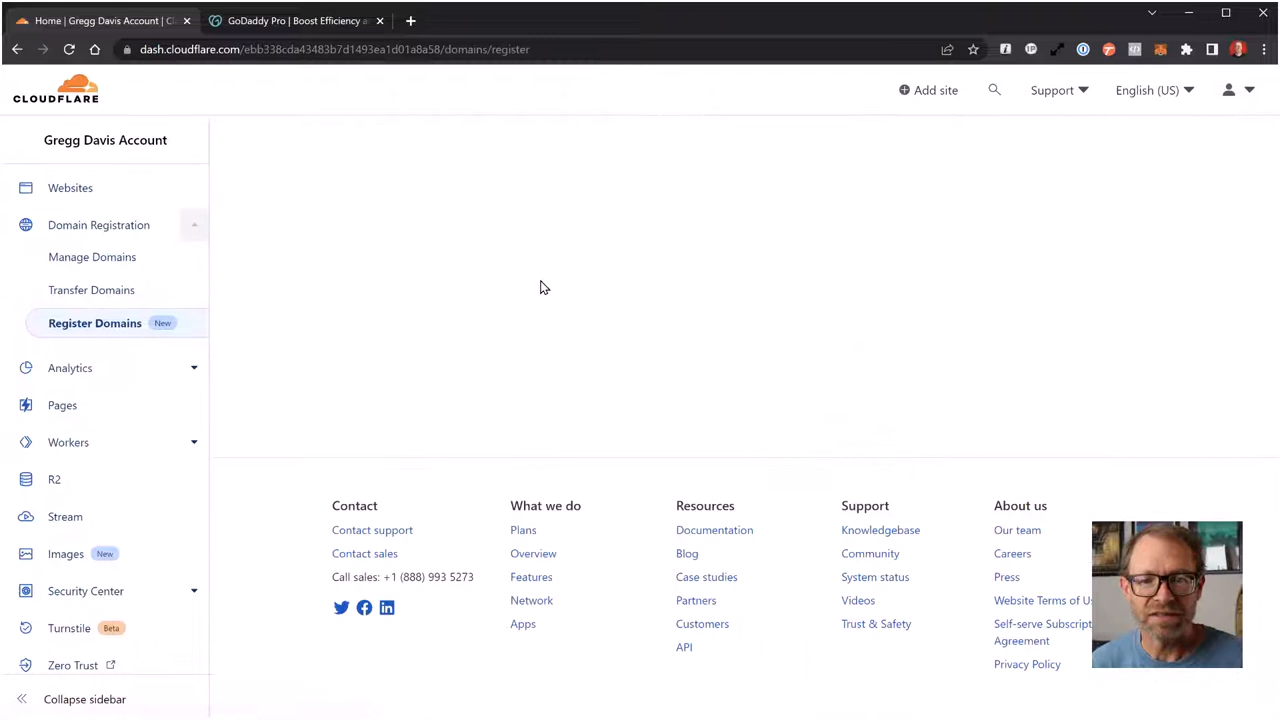 Home | Gregg Davis Account | Cl
GoDaddy Pro | Boost Efficiency a
dash.cloudflare.com/ebb338cda43483b7d1493ea1d01a8a58/domains/register
CLOUDFLARE
Add site
Support
English (US)
Gregg Davis Account
Websites
Domain Registration
Manage Domains
Transfer Domains
Register Domains New
Analytics
Pages
Workers
R2
Stream
Images New
Security Center
Turnstile Beta
Zero Trust
Collapse sidebar
Contact
Contact support
Contact sales
Call sales: +1 (888) 993 5273
What we do
Plans
Overview
Features
Network
Apps
Resources
Documentation
Blog
Case studies
Partners
Customers
API
Support
Knowledgebase
Community
System status
Videos
Trust & Safety
About us
Our team
Careers
Press
Website Terms of U
Self-serve Subscript
Agreement
Privacy Policy